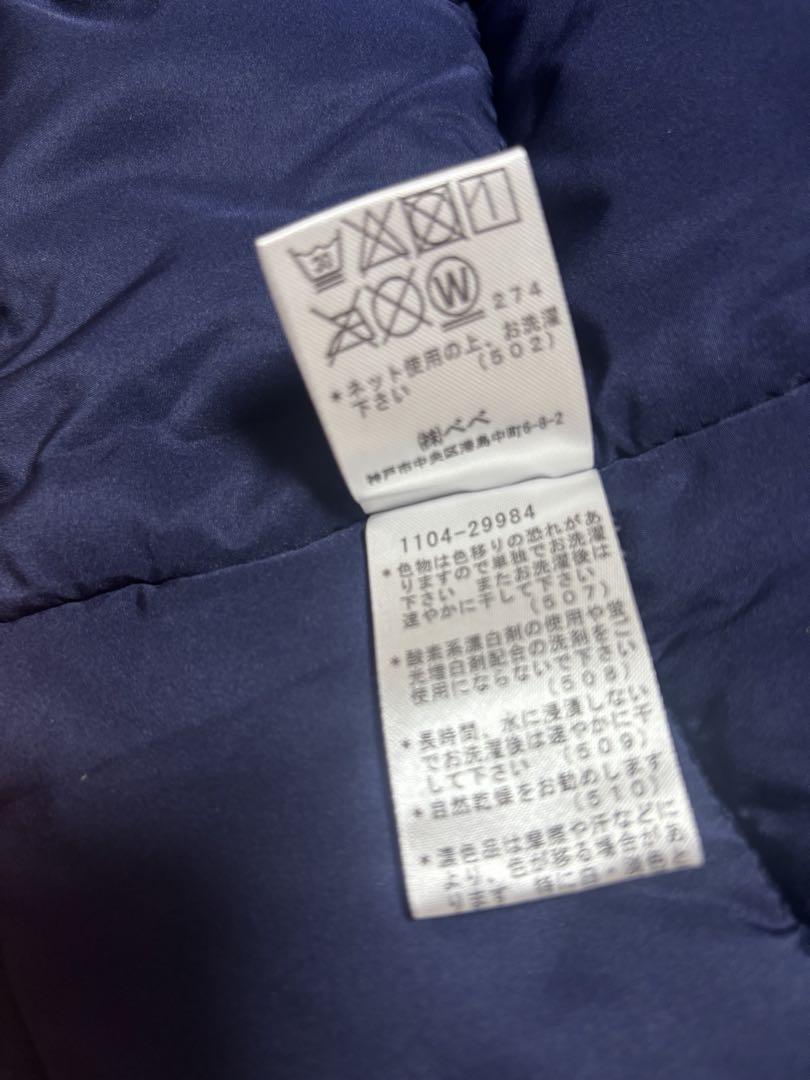 30
W 274
*ネット使用の上、お洗濯
下さい (502)
㈱べべ
神戸市中央区港島中町6-8-2
1104-29984
*色物は色移りの恐れがあ
りますので単独でお洗濯
下さい またお洗濯後は
速やかに干して下さい
(507)
*酸素系漂白剤の使用や蛍
光増白剤配合の洗剤をご
使用にならないで下さい
(508)
*長時間、水に浸漬しない
でお洗濯後は速やかに干
して下さい (509)
*自然乾燥をお勧めします
(510)
*濃色品は摩擦や汗などに
より、色が移る場合があ
ります 特に白・淡色